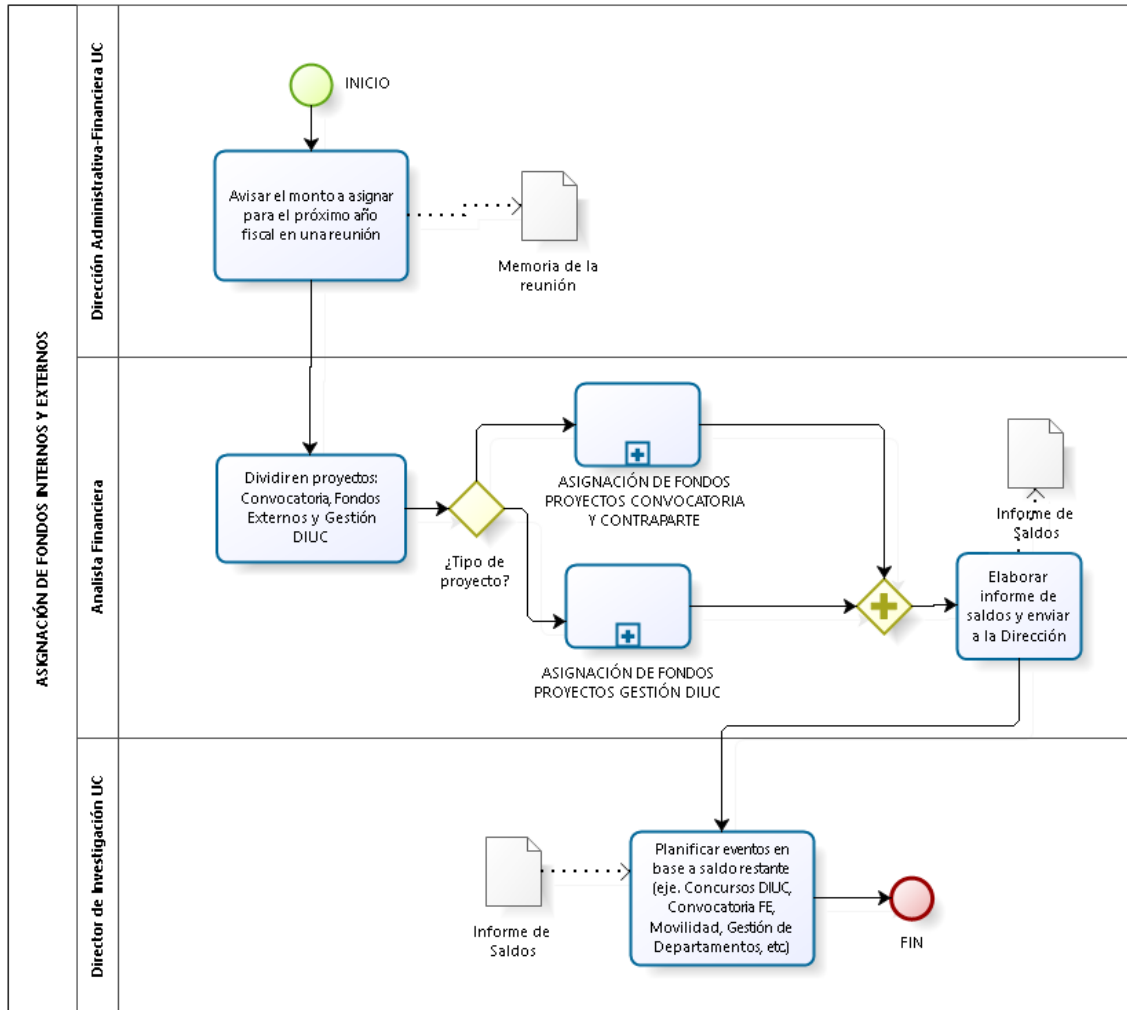 ASIGNACIÓN DE FONDOS INTERNOS Y EXTERNOS
Dirección Administrativa-Financiera UC
INICIO
Avisar el monto a asignar
para el próximo año
fiscal en una reunión
Memoria de la
reunión
Analista Financiera
Dividir en proyectos:
Convocatoria, Fondos
Externos y Gestión
DIUC
¿Tipo de
proyecto?
ASIGNACIÓN DE FONDOS
PROYECTOS CONVOCATORIA
Y CONTRAPARTE
ASIGNACIÓN DE FONDOS
PROYECTOS GESTIÓN DIUC
Informe de
Saldos
Elaborar
informe de
saldos y enviar
a la Dirección
Director de Investigación UC
Informe de
Saldos
Planificar eventos en
base a saldo restante
(eje. Concursos DIUC,
Convocatoria FE,
Movilidad, Gestión de
Departamentos, etc)
FIN